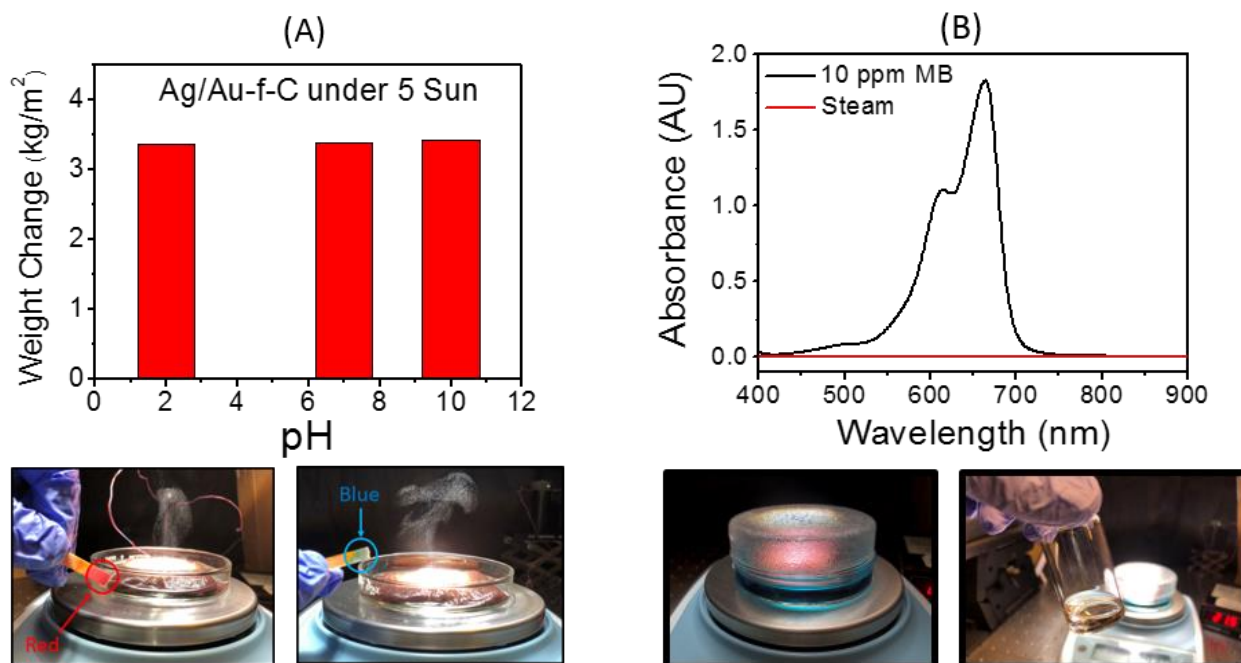 (A)
Ag/Au-f-C under 5 Sun
Weight Change (kg/m²)
4
3
2
1
0
0 2 4 6 8 10 12
pH
(B)
10 ppm MB
Steam
Absorbance (AU)
2.0
1.5
1.0
0.5
0.0
400 500 600 700 800 900
Wavelength (nm)
Red
Blue